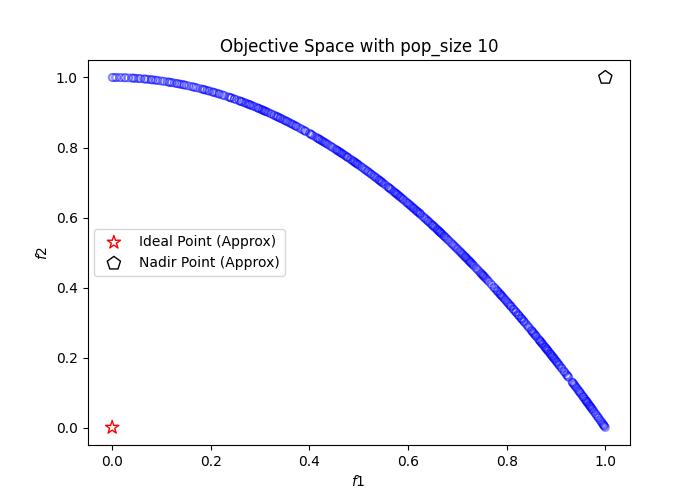 Objective Space with pop_size 10
1.0
0.8
0.6
0.4
0.2
0.0
f2
Ideal Point (Approx)
Nadir Point (Approx)
0.0 0.2 0.4 0.6 0.8 1.0
f1